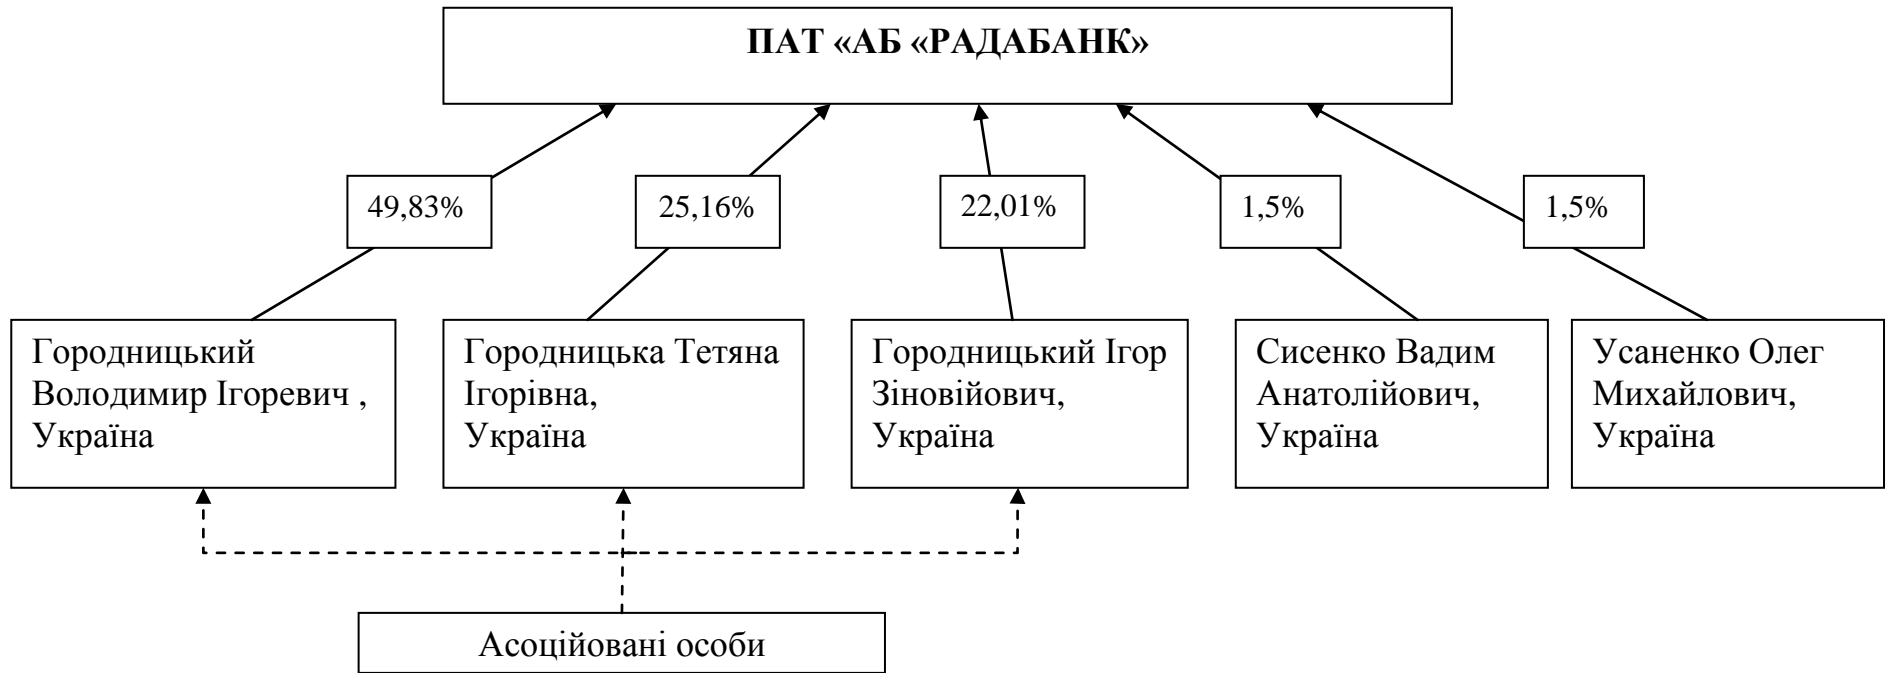 ПАТ «АБ «РАДАБАНК»
49,83%
25,16%
22,01%
1,5%
1,5%
Городницький
Володимир Ігоревич ,
Україна
Городницька Тетяна
Ігорівна,
Україна
Городницький Ігор
Зіновійович,
Україна
Сисенко Вадим
Анатолійович,
Україна
Усаненко Олег
Михайлович,
Україна
Асоційовані особи